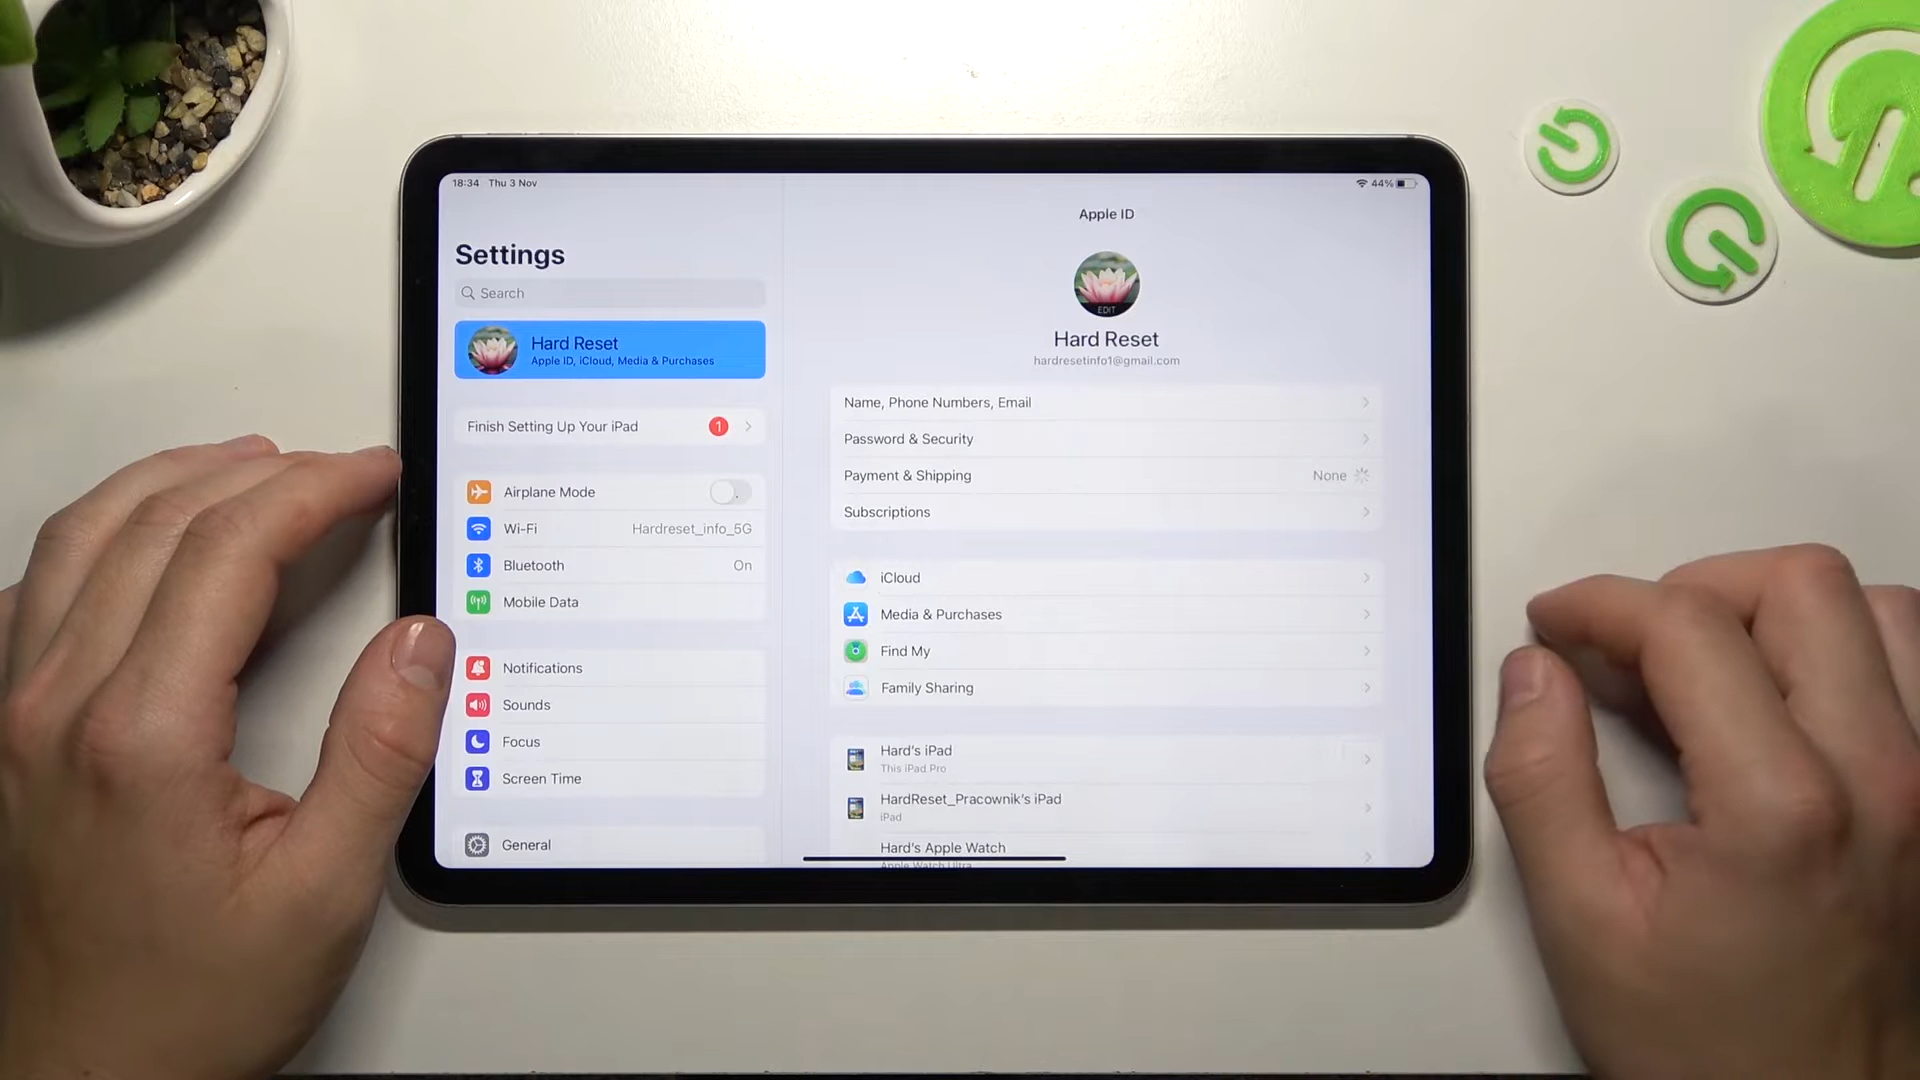 18:34 Thu 3 Nov
44%
Settings
Search
Hard Reset
Apple ID, iCloud, Media & Purchases
Finish Setting Up Your iPad 1
Airplane Mode
Wi-Fi Hardreset_info_5G
Bluetooth On
Mobile Data
Notifications
Sounds
Focus
Screen Time
General
Apple ID
EDIT
Hard Reset
hardresetinfo1@gmail.com
Name, Phone Numbers, Email
Password & Security
Payment & Shipping None
Subscriptions
iCloud
Media & Purchases
Find My
Family Sharing
Hard's iPad
This iPad Pro
HardReset_Pracownik's iPad
iPad
Hard's Apple Watch
Apple Watch Ultra